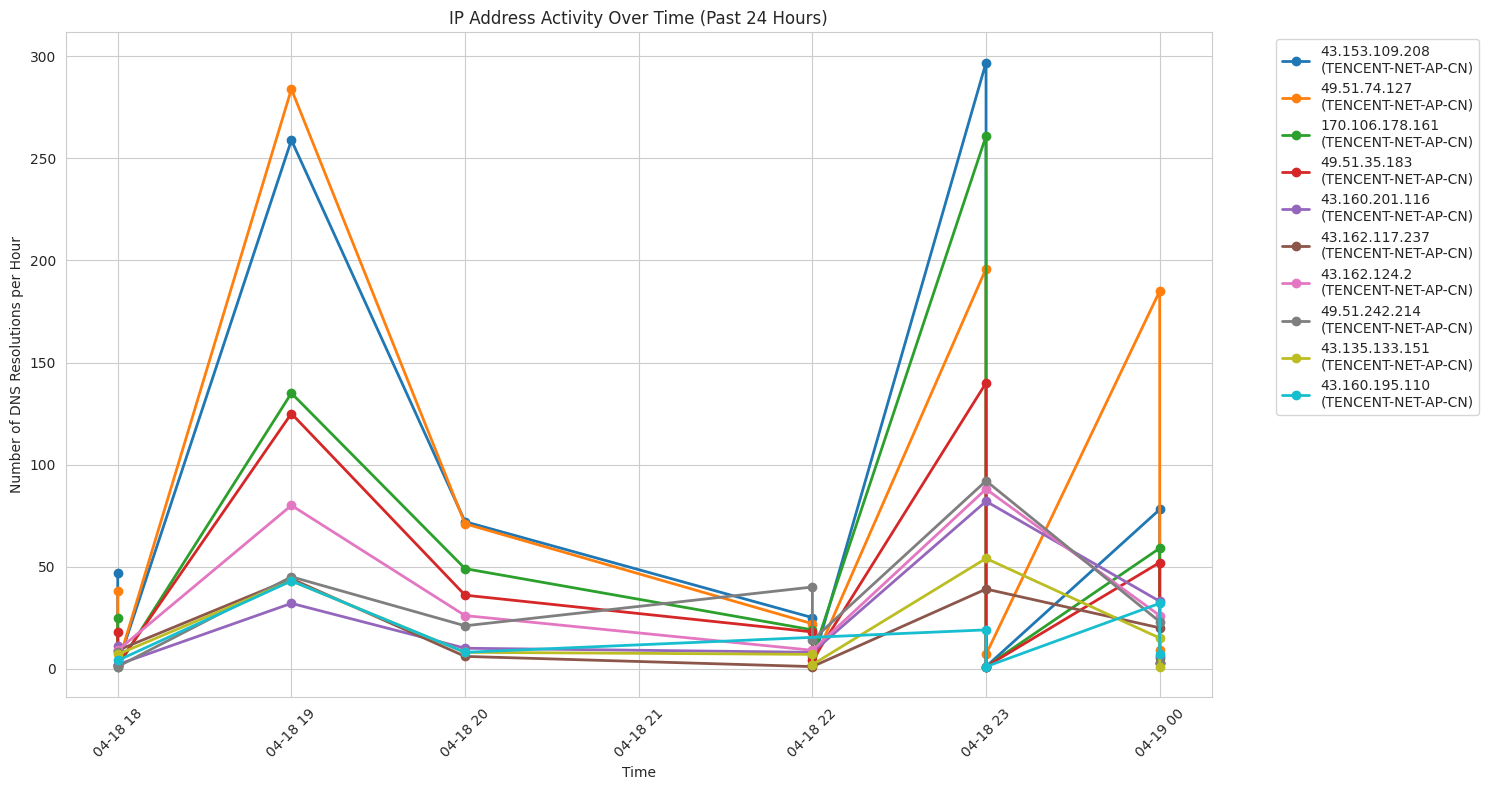 IP Address Activity Over Time (Past 24 Hours)
Number of DNS Resolutions per Hour
300
250
200
150
100
50
0
04-18 18
04-18 19
04-18 20
04-18 21
04-18 22
04-18 23
04-19 00
Time
43.153.109.208
(TENCENT-NET-AP-CN)
49.51.74.127
(TENCENT-NET-AP-CN)
170.106.178.161
(TENCENT-NET-AP-CN)
49.51.35.183
(TENCENT-NET-AP-CN)
43.160.201.116
(TENCENT-NET-AP-CN)
43.162.117.237
(TENCENT-NET-AP-CN)
43.162.124.2
(TENCENT-NET-AP-CN)
49.51.242.214
(TENCENT-NET-AP-CN)
43.135.133.151
(TENCENT-NET-AP-CN)
43.160.195.110
(TENCENT-NET-AP-CN)